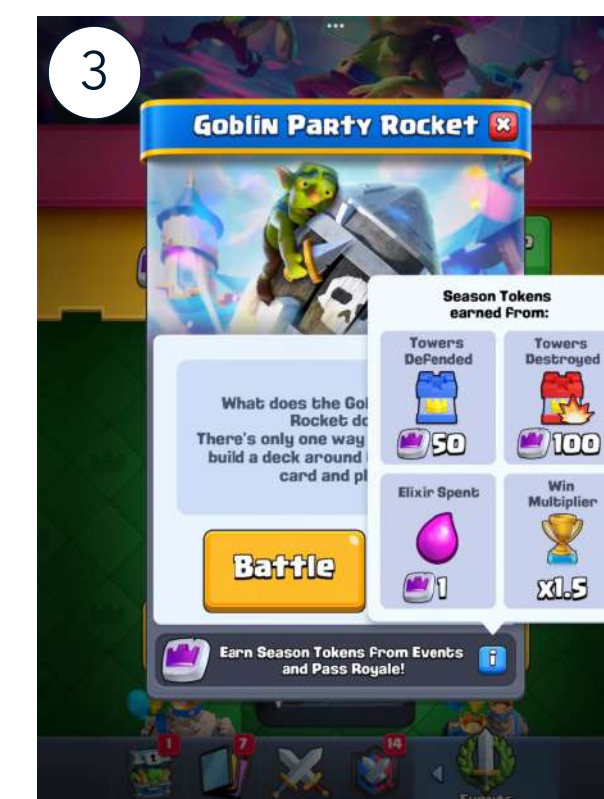 3
Goblin Party Rocket
Season Tokens
earned from:
Towers
Defended
50
Towers
Destroyed
100
Elixir Spent
1
Win
Multiplier
x1.5
What does the
Rocket
There's only one way
build a deck around
card and
Battle
Earn Season Tokens from Events
and Pass Royale!
i
1
7
14